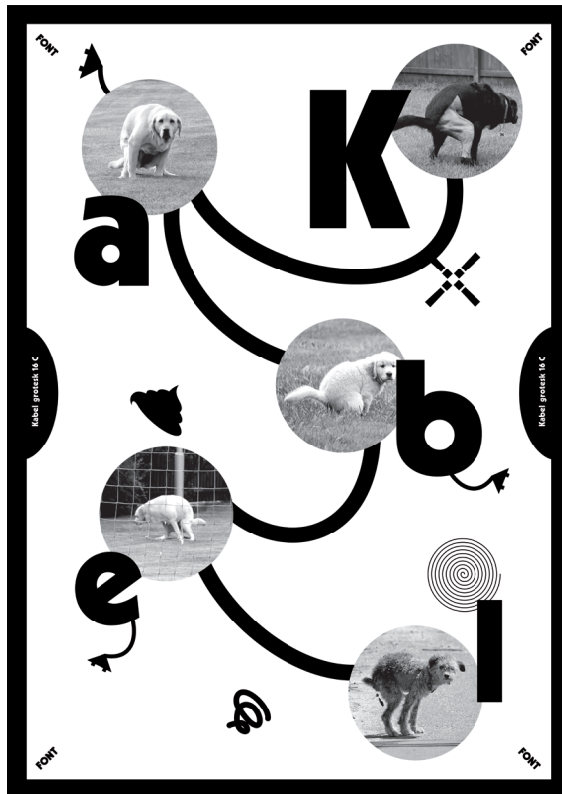 FONT
FONT
K
a
Kabel grotesk 16 C
Kabel grotesk 16 C
b
e
l
FONT
FONT